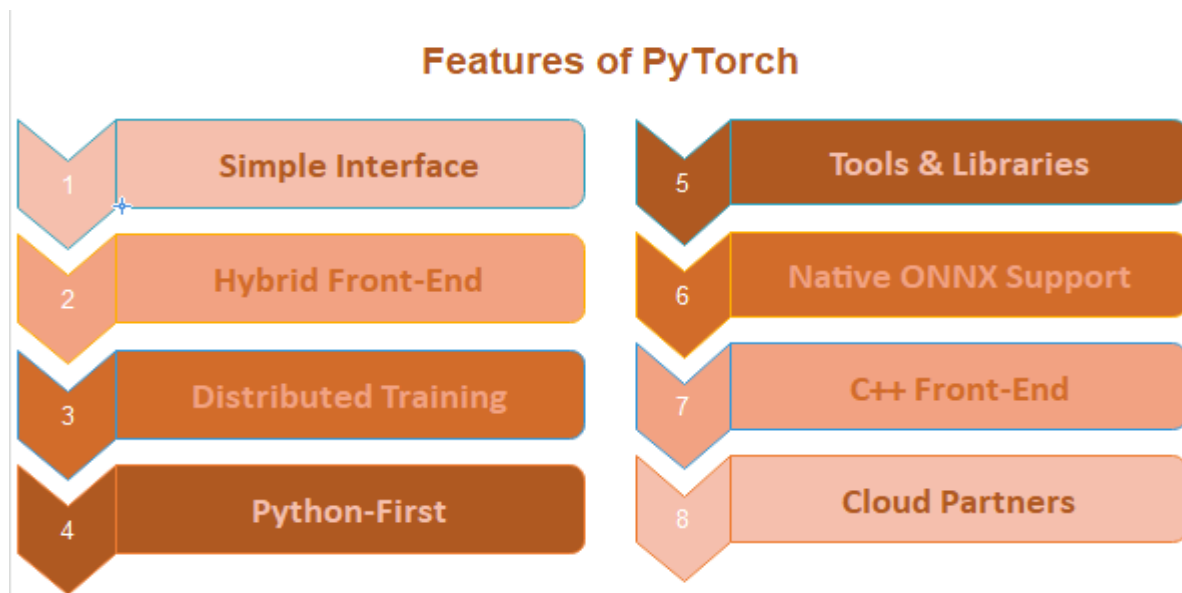 Features of PyTorch
1 Simple Interface
2 Hybrid Front-End
3 Distributed Training
4 Python-First
5 Tools & Libraries
6 Native ONNX Support
7 C++ Front-End
8 Cloud Partners